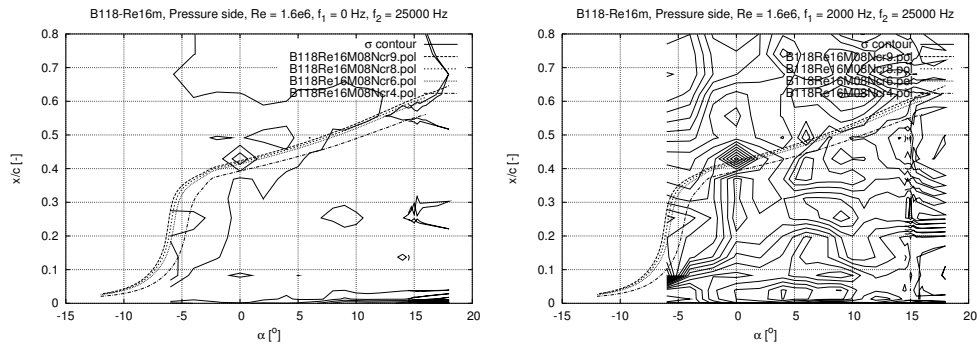 B118-Re16m, Pressure side, Re = 1.6e6, f1 = 0 Hz, f2 = 25000 Hz
0.8
0.7
0.6
0.5
0.4
0.3
0.2
0.1
0
x/c [-]
σ contour
B118Re16M08Ncr9.pol
B118Re16M08Ncr8.pol
B118Re16M08Ncr6.pol
B118Re16M08Ncr4.pol
-15 -10 -5 0 5 10 15 20
α [°]
B118-Re16m, Pressure side, Re = 1.6e6, f1 = 2000 Hz, f2 = 25000 Hz
0.8
0.7
0.6
0.5
0.4
0.3
0.2
0.1
0
x/c [-]
σ contour
B118Re16M08Ncr9.pol
B118Re16M08Ncr8.pol
B118Re16M08Ncr6.pol
B118Re16M08Ncr4.pol
-15 -10 -5 0 5 10 15 20
α [°]